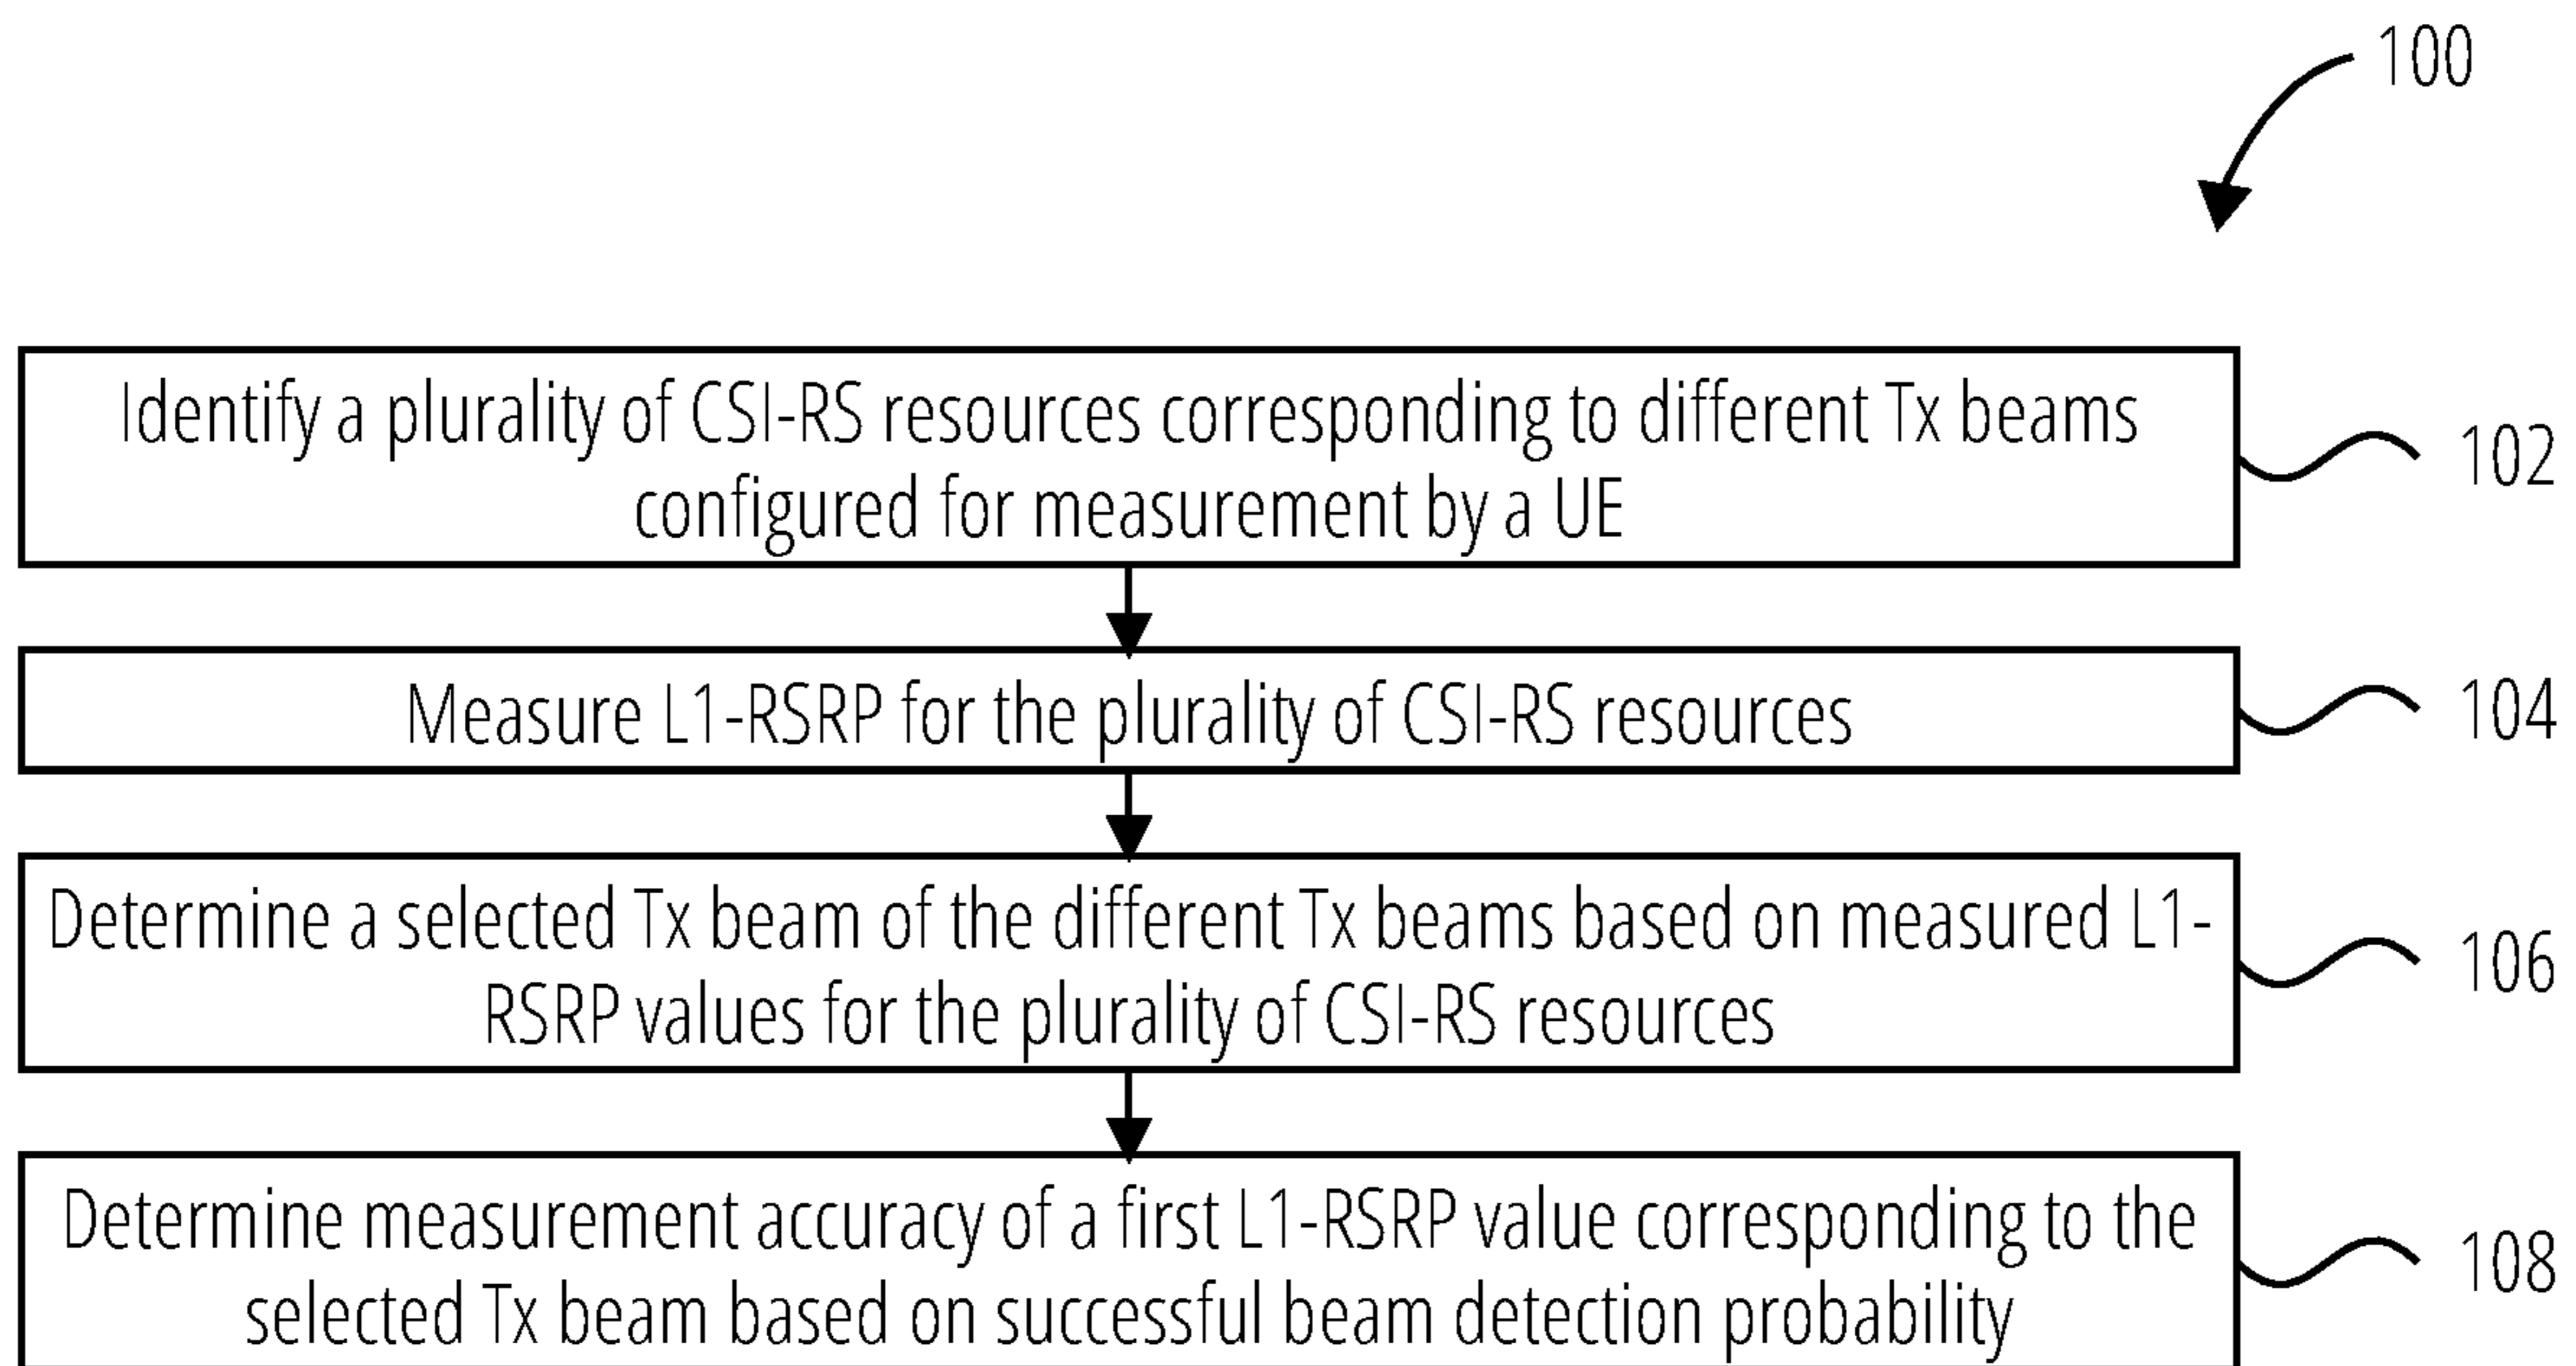 100
Identify a plurality of CSI-RS resources corresponding to different Tx beams
configured for measurement by a UE
102
Measure L1-RSRP for the plurality of CSI-RS resources
104
Determine a selected Tx beam of the different Tx beams based on measured L1-
RSRP values for the plurality of CSI-RS resources
106
Determine measurement accuracy of a first L1-RSRP value corresponding to the
selected Tx beam based on successful beam detection probability
108